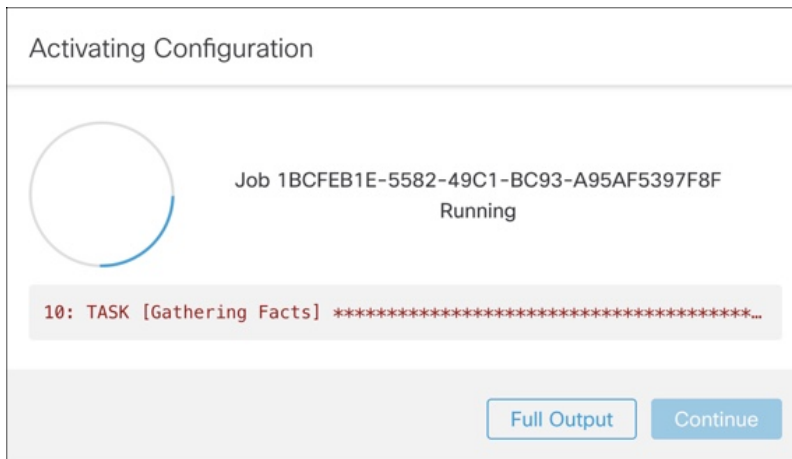 Activating Configuration
Job 1BCFEB1E-5582-49C1-BC93-A95AF5397F8F
Running
10: TASK [Gathering Facts] ***************************************…
Full Output
Continue